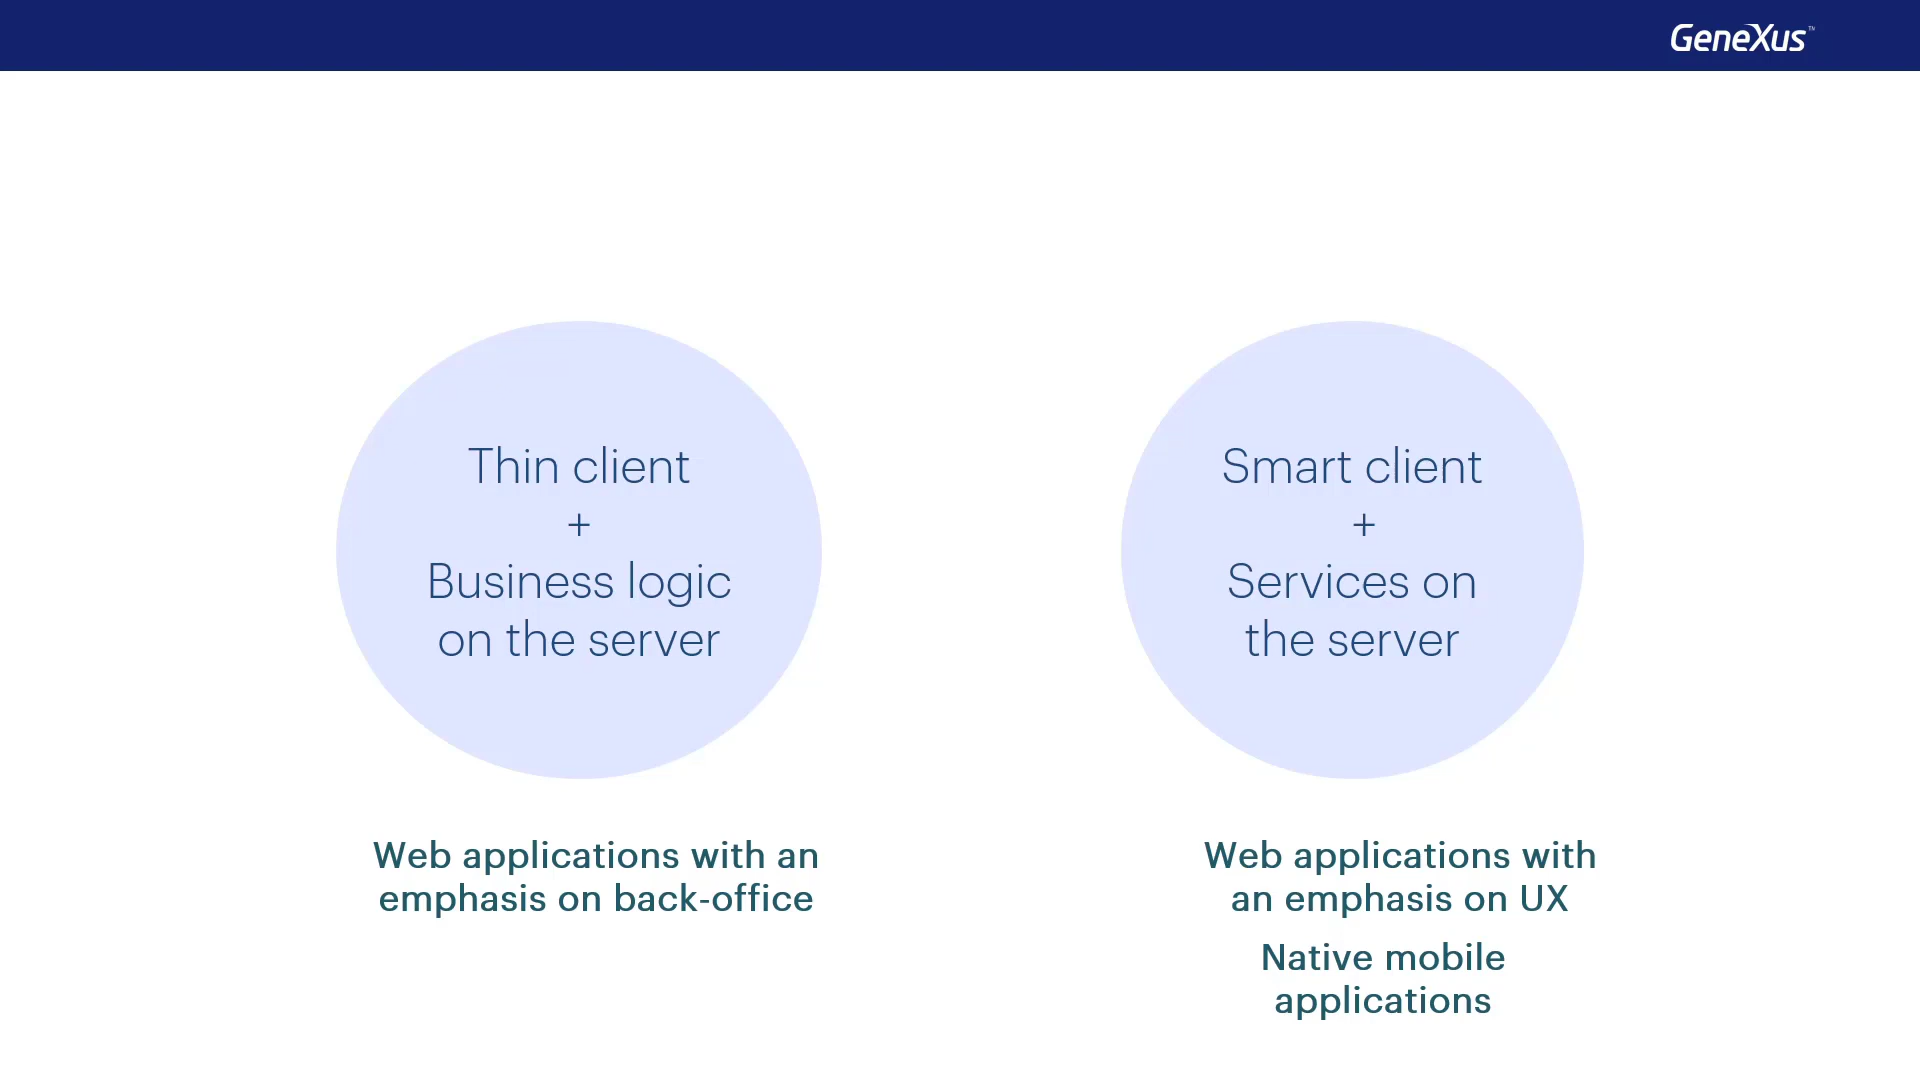 GeneXus™
Thin client
+
Business logic
on the server
Web applications with an
emphasis on back-office
Smart client
+
Services on
the server
Web applications with
an emphasis on UX
Native mobile
applications